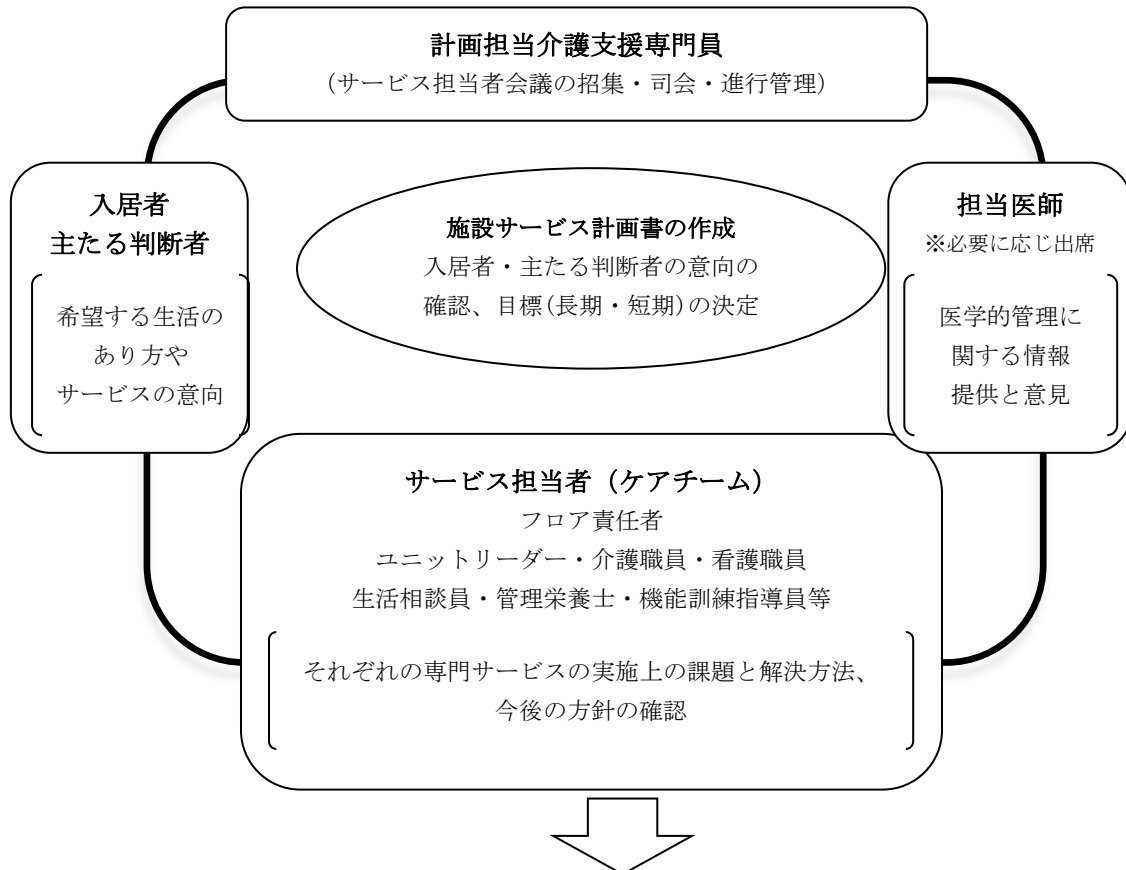 計画担当介護支援専門員
(サービス担当者会議の招集・司会・進行管理)
入居者
主たる判断者
希望する生活の
あり方や
サービスの意向
施設サービス計画書の作成
入居者・主たる判断者の意向の
確認、目標(長期・短期)の決定
担当医師
※必要に応じ出席
医学的管理に
関する情報
提供と意見
サービス担当者（ケアチーム）
フロア責任者
ユニットリーダー・介護職員・看護職員
生活相談員・管理栄養士・機能訓練指導員等
それぞれの専門サービスの実施上の課題と解決方法、
今後の方針の確認